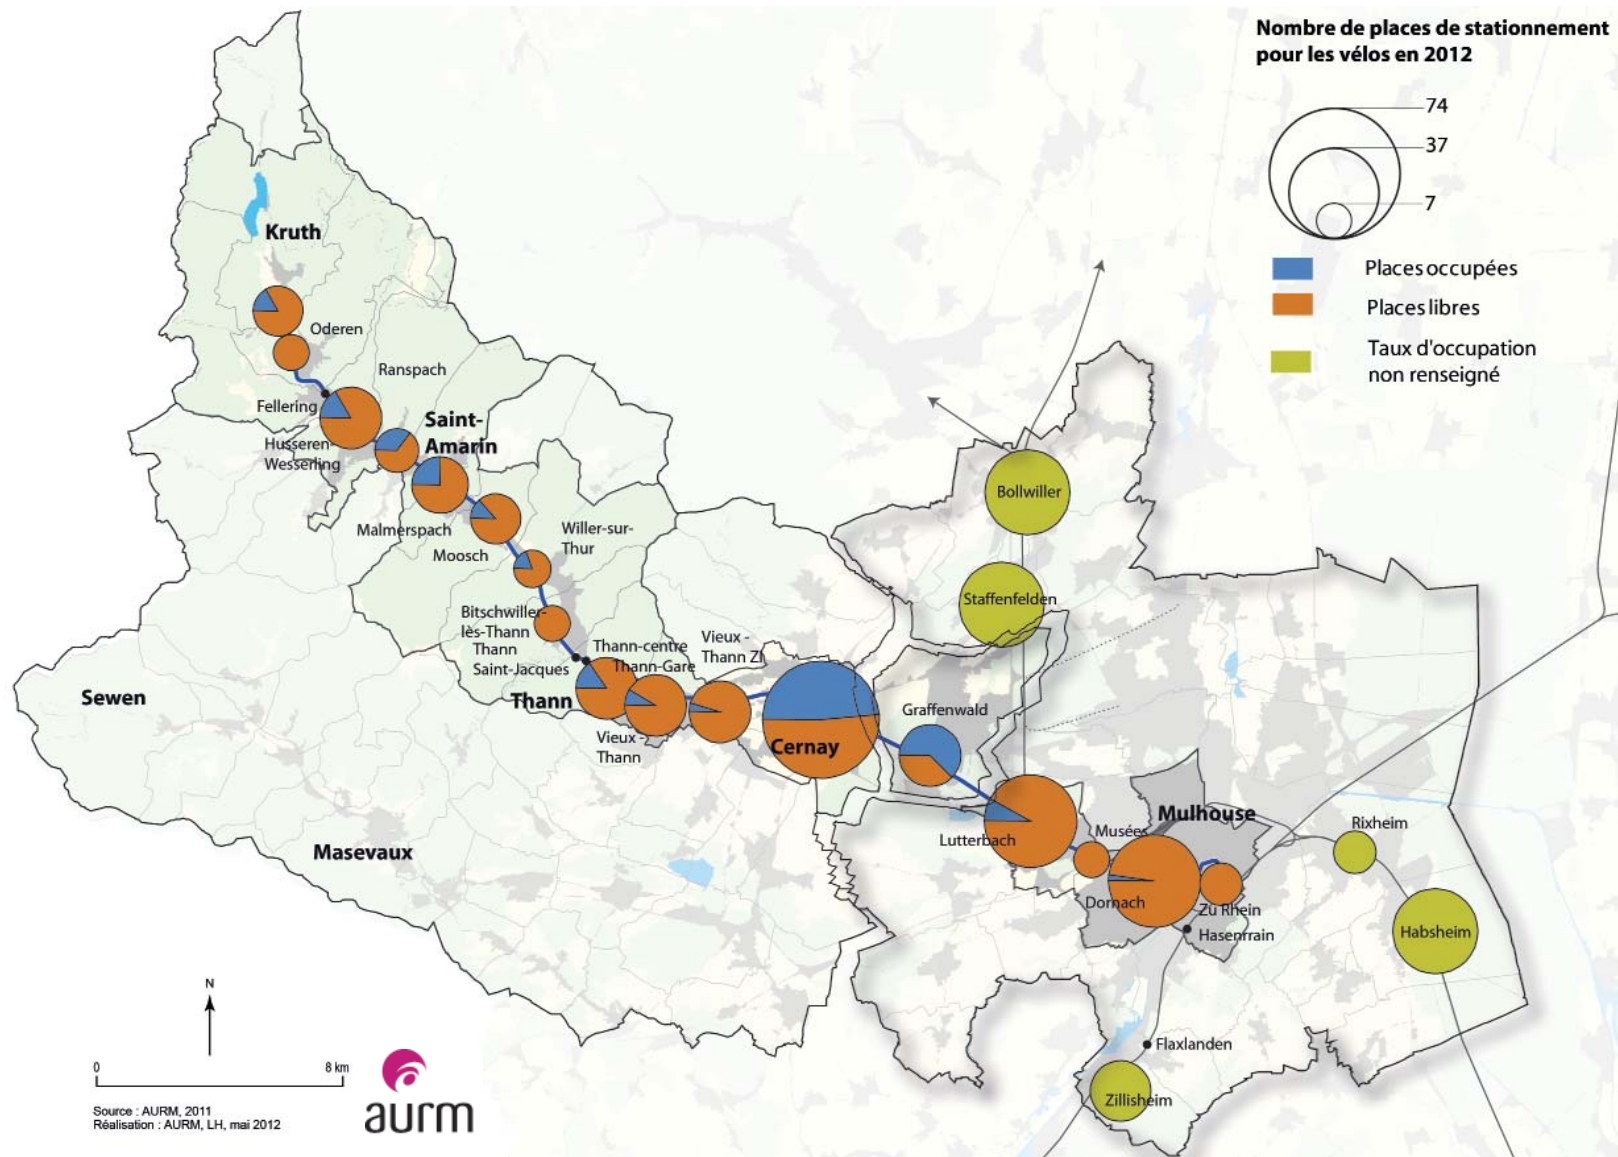 Nombre de places de stationnement
pour les vélos en 2012
74
37
7
Places occupées
Places libres
Taux d'occupation
non renseigné
Kruth
Oderen
Ranspach
Fellering
Saint-
Amarin
Husseren-
Wesserling
Malmerspach
Moosch
Willer-sur-
Thur
Bitschwiller-
lès-Thann
Thann
Saint-Jacques
Thann-centre
Thann-Gare
Vieux -
Thann ZI
Thann
Vieux -
Thann
Cernay
Graffenwald
Bollwiller
Staffenfelden
Sewen
Masevaux
Lutterbach
Musées
Mulhouse
Rixheim
Dornach
Zu Rhein
Hasenrrain
Habsheim
Flaxlanden
Zillisheim
N
0 8 km
Source : AURM, 2011
Réalisation : AURM, LH, mai 2012
aurm